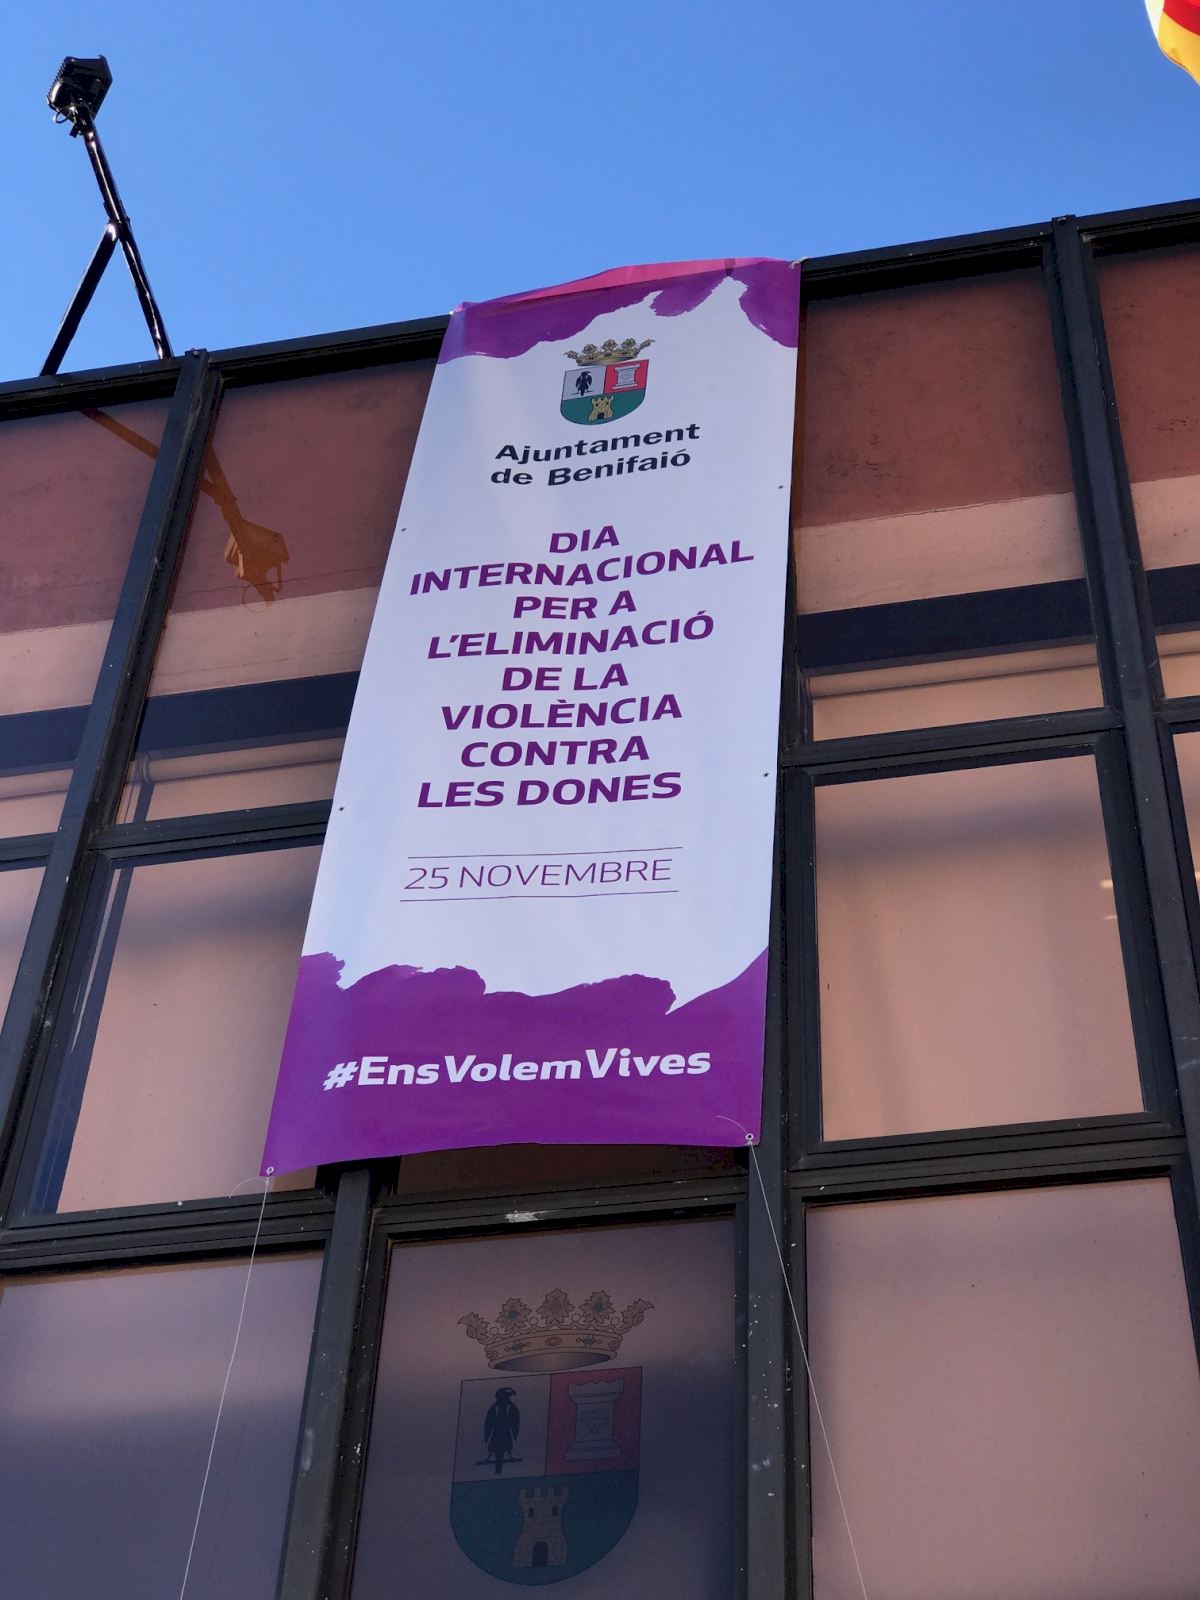 Ajuntament
de Benifaió
DIA
INTERNACIONAL
PER A
L'ELIMINACIÓ
DE LA
VIOLÈNCIA
CONTRA
LES DONES
25 NOVEMBRE
#EnsVolemVives